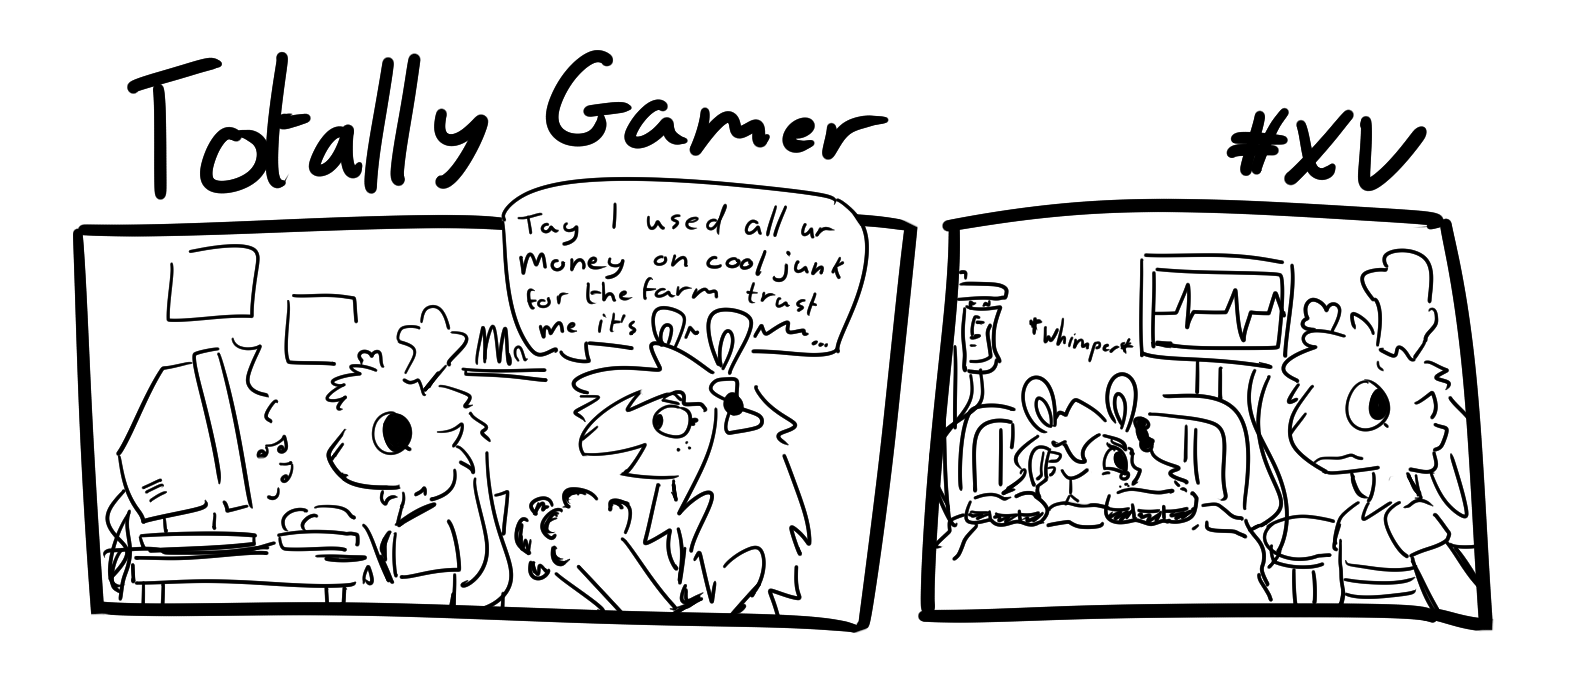 Totally Gamer
#XV
Tay I used all ur
money on cool junk
for the farm trust
me it's
...
*whimper*